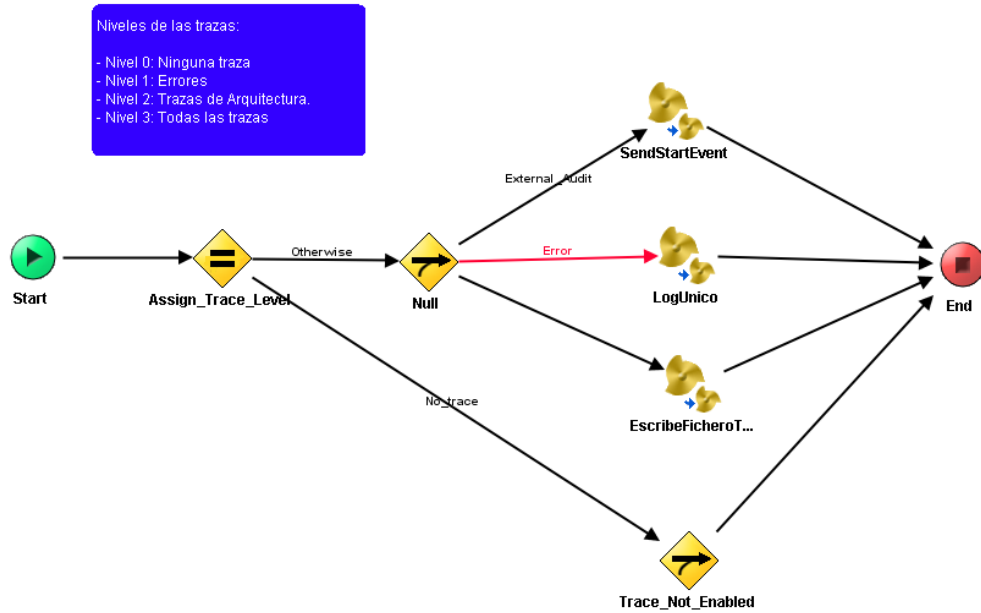 Niveles de las trazas:
- Nivel 0: Ninguna traza
- Nivel 1: Errores
- Nivel 2: Trazas de Arquitectura.
- Nivel 3: Todas las trazas
SendStartEvent
External_Audit
Start
Assign_Trace_Level
Otherwise
Null
Error
LogUnico
End
No_trace
EscribeFicheroT...
Trace_Not_Enabled